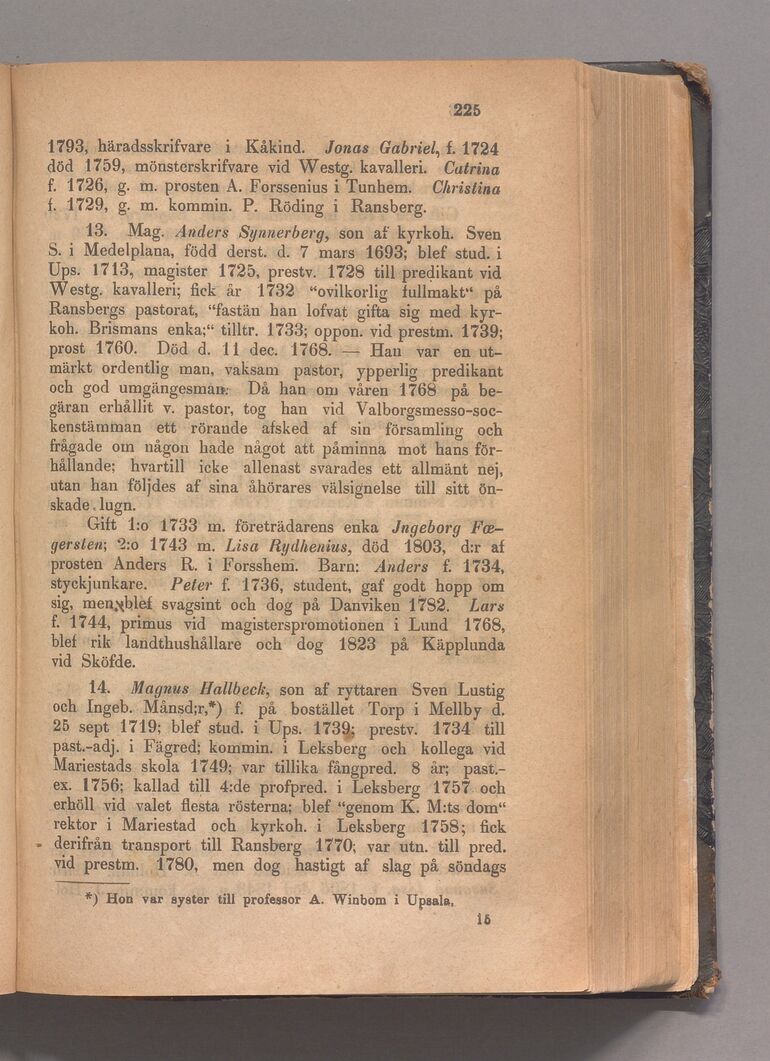 225
1793, häradsskrifvare i Kåkind. Jonas Gabriel, f. 1724
död 1759, mönsterskrifvare vid Westg. kavalleri. Catrina
f. 1726, g. m. prosten A. Forssenius i Tunhem. Christina
f. 1729, g. m. kommin. P. Röding i Ransberg.
13. Mag. Anders Synnerberg, son af kyrkoh. Sven
S. i Medelplana, född derst. d. 7 mars 1693; blef stud. i
Ups. 1713, magister 1725, prestv. 1728 till predikant vid
Westg. kavalleri; fick år 1732 “ovilkorlig fullmakt“ på
Ransbergs pastorat, “fastän han lofvat gifta sig med kyr-
koh. Brismans enka;“ tilltr. 1733; oppon. vid prestm. 1739;
prost 1760. Död d. 11 dec. 1768. — Han var en ut-
märkt ordentlig man, vaksam pastor, ypperlig predikant
och god umgängesman: Då han om våren 1768 på be-
gäran erhållit v. pastor, tog han vid Valborgsmesso-soc-
kenstämman ett rörande afsked af sin församling och
frågade om någon hade något att påminna mot hans för-
hållande; hvartill icke allenast svarades ett allmänt nej,
utan han följdes af sina åhörares välsignelse till sitt ön-
skade lugn.
Gift 1:o 1733 m. företrädarens enka Jngeborg Fæ-
gersten; 2:o 1743 m. Lisa Rydhenius, död 1803, d:r af
prosten Anders R. i Forsshem. Barn: Anders f. 1734,
styckjunkare. Peter f. 1736, student, gaf godt hopp om
sig, men blef svagsint och dog på Danviken 1782. Lars
f. 1744, primus vid magisterspromotionen i Lund 1768,
blef rik landthushållare och dog 1823 på Käpplunda
vid Sköfde.
14. Magnus Hallbeck, son af ryttaren Sven Lustig
och Ingeb. Månsd;r,*) f. på bostället Torp i Mellby d.
25 sept 1719; blef stud. i Ups. 1739; prestv. 1734 till
past.-adj. i Fägred; kommin. i Leksberg och kollega vid
Mariestads skola 1749; var tillika fångpred. 8 år; past.-
ex. 1756; kallad till 4:de profpred. i Leksberg 1757 och
erhöll vid valet flesta rösterna; blef “genom K. M:ts dom“
rektor i Mariestad och kyrkoh. i Leksberg 1758; fick
derifrån transport till Ransberg 1770; var utn. till pred.
vid prestm. 1780, men dog hastigt af slag på söndags
*) Hon var syster till professor A. Winbom i Upsala.
15